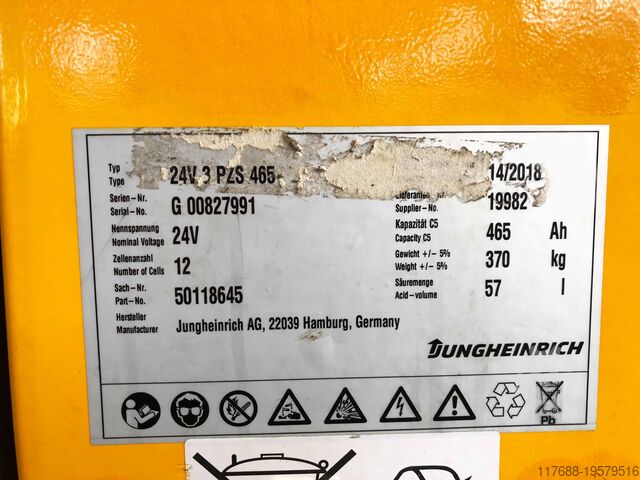 Typ
Type 24V 3 PZS 465 14/2018
Serien-Nr.
Serial-No. G 00827991 Supplier-No. 19982
Nennspannung
Nominal Voltage 24V Kapazität C5
Capacity C5 465 Ah
Zellenanzahl
Number of Cells 12 Gewicht +/- 5%
Weight +/- 5% 370 kg
Sach-Nr.
Part-No. 50118645 Säuremenge
Acid-volume 57 l
Hersteller
Manufacturer Jungheinrich AG, 22039 Hamburg, Germany
JUNGHEINRICH
Pb
117688-19579516